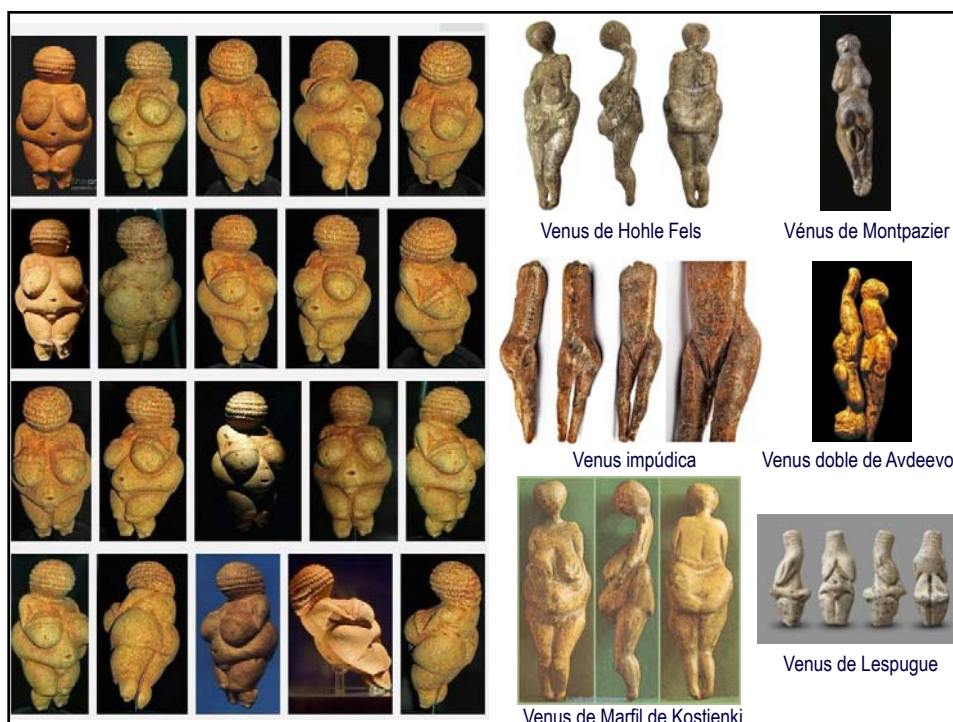 Venus de Hohle Fels
Vénus de Montpazier
Venus impúdica
Venus doble de Avdeevo
Venus de Marfil de Kostienki
Venus de Lespugue